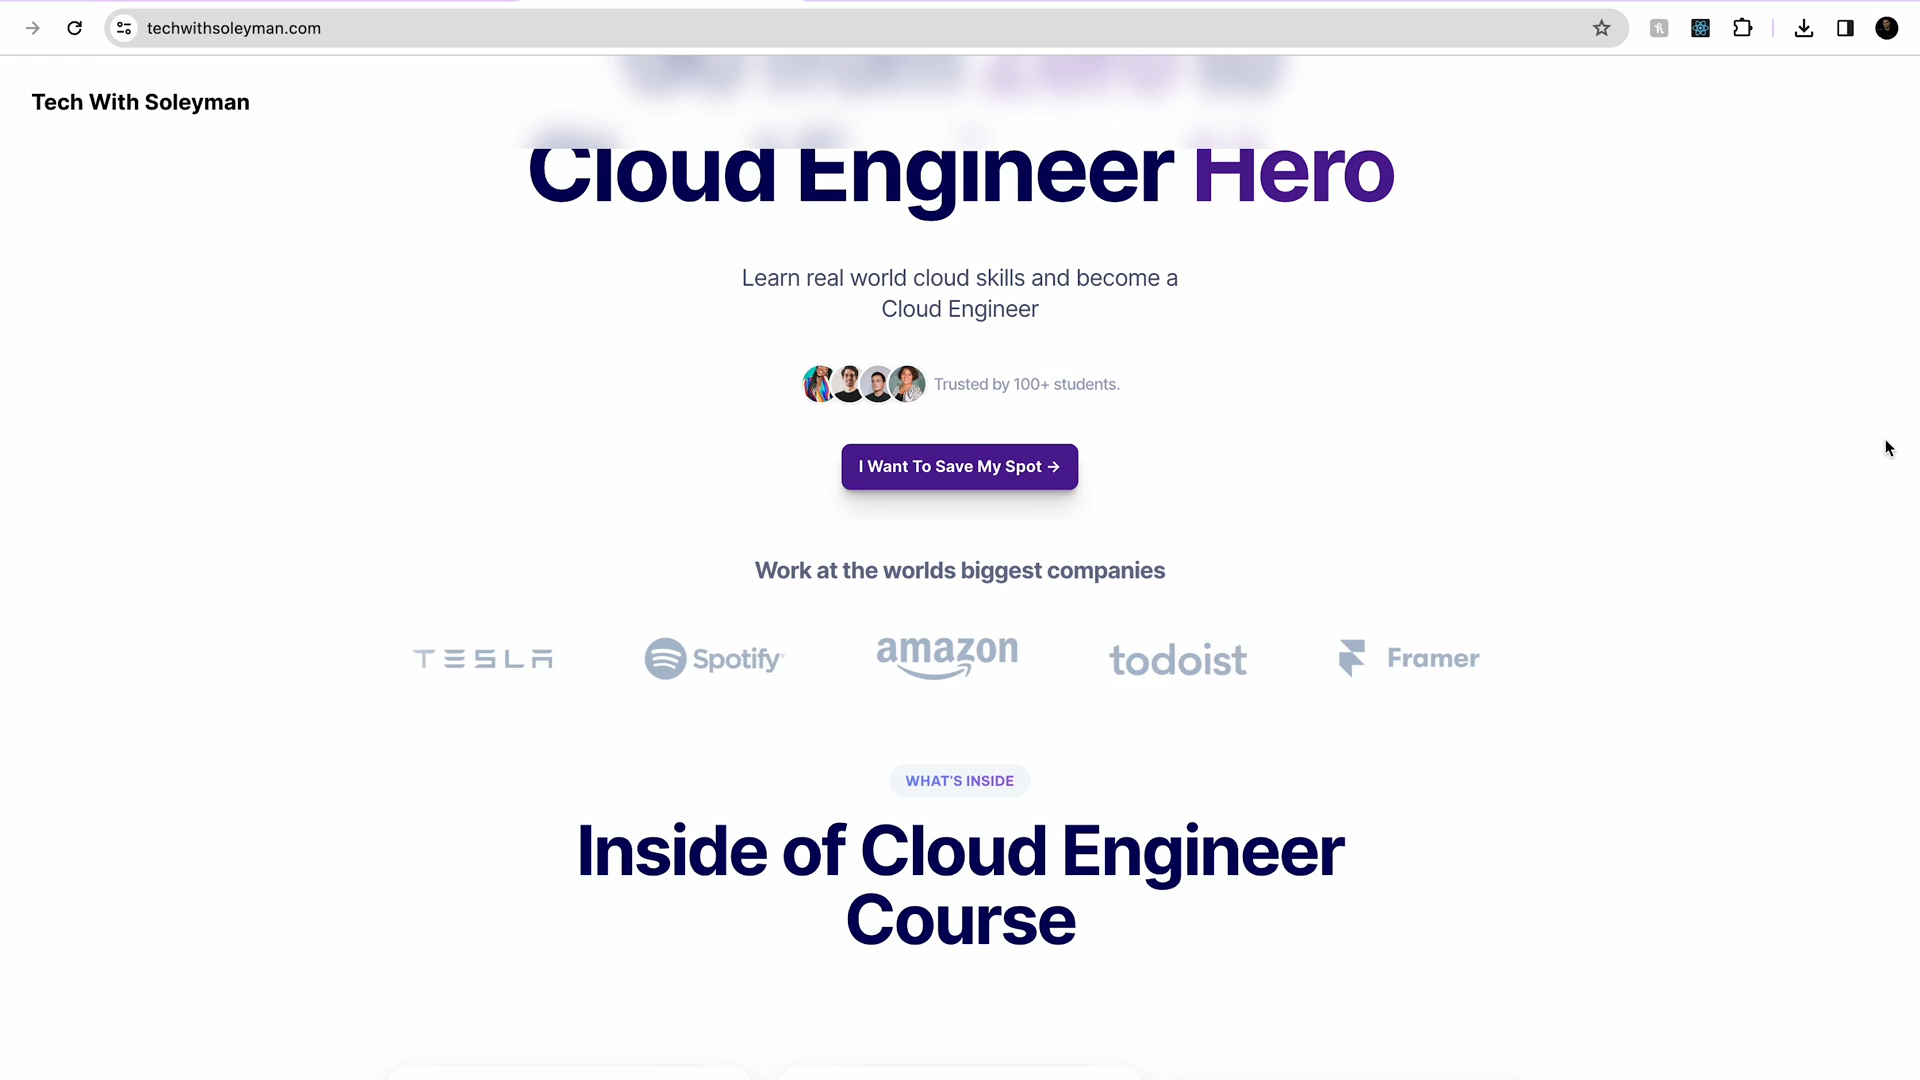 techwithsoleyman.com
Tech With Soleyman
Cloud Engineer Hero
Learn real world cloud skills and become a
Cloud Engineer
Trusted by 100+ students.
I Want To Save My Spot →
Work at the worlds biggest companies
TESLA
Spotify
amazon
todoist
Framer
WHAT'S INSIDE
Inside of Cloud Engineer
Course